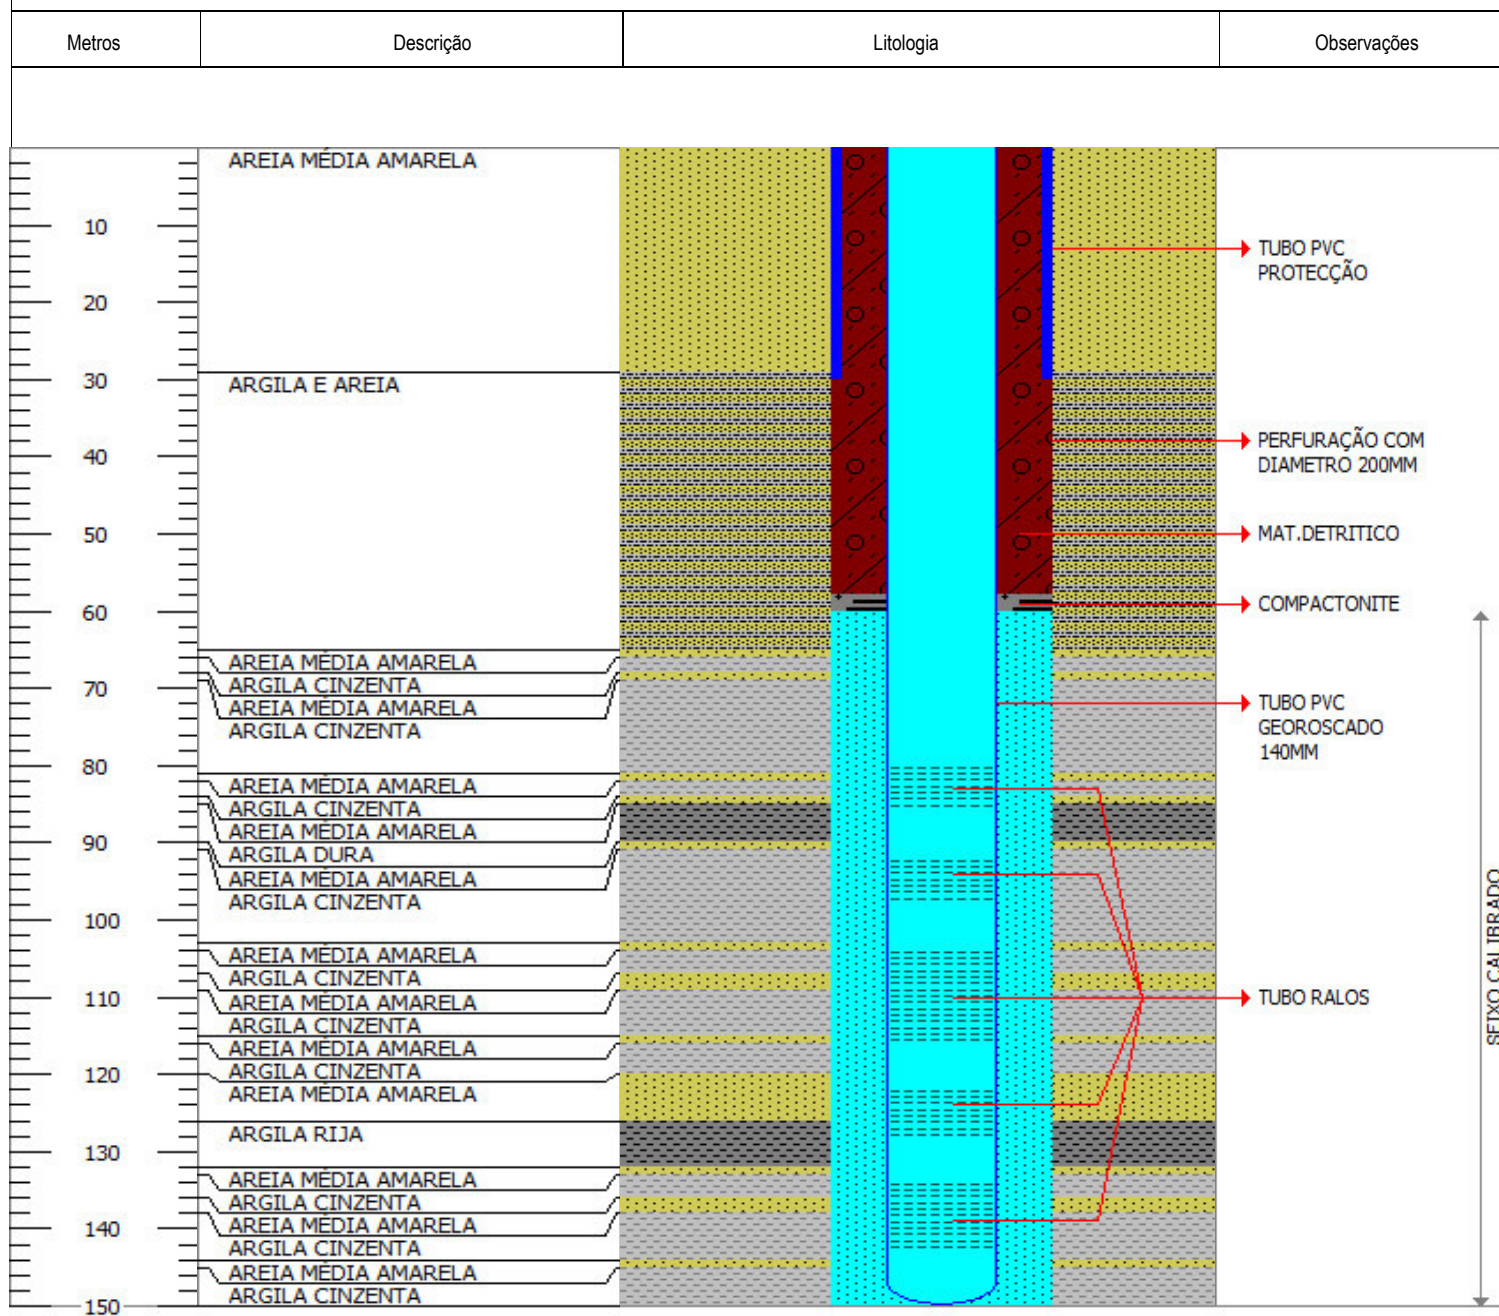 Metros
Descrição
Litologia
Observações
AREIA MÉDIA AMARELA
10
TUBO PVC
PROTECÇÃO
20
30
ARGILA E AREIA
PERFURAÇÃO COM
DIAMETRO 200MM
40
50
MAT.DETRITICO
COMPACTONITE
60
AREIA MÉDIA AMARELA
ARGILA CINZENTA
70
AREIA MÉDIA AMARELA
ARGILA CINZENTA
TUBO PVC
GEOROSCADO
140MM
80
AREIA MÉDIA AMARELA
ARGILA CINZENTA
AREIA MÉDIA AMARELA
90
ARGILA DURA
AREIA MÉDIA AMARELA
ARGILA CINZENTA
100
SEIXO CALIBRADO
AREIA MÉDIA AMARELA
ARGILA CINZENTA
110
AREIA MÉDIA AMARELA
TUBO RALOS
ARGILA CINZENTA
AREIA MÉDIA AMARELA
ARGILA CINZENTA
120
AREIA MÉDIA AMARELA
ARGILA RIJA
130
AREIA MÉDIA AMARELA
ARGILA CINZENTA
140
AREIA MÉDIA AMARELA
ARGILA CINZENTA
AREIA MÉDIA AMARELA
ARGILA CINZENTA
150